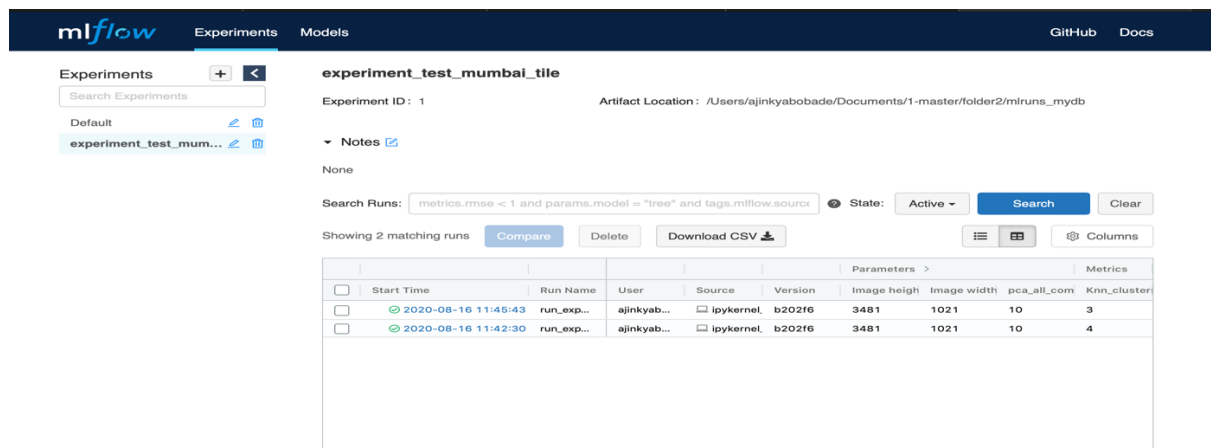 mlflow Experiments Models GitHub Docs
Experiments +
Search Experiments
Default
experiment_test_mum...
experiment_test_mumbai_tile
Experiment ID: 1 Artifact Location: /Users/ajinkyabobade/Documents/1-master/folder2/mlruns_mydb
Notes
None
Search Runs: metrics.rmse < 1 and params.model = "tree" and tags.mlflow.source ? State: Active Search Clear
Showing 2 matching runs Compare Delete Download CSV Columns
Parameters > Metrics
Start Time Run Name User Source Version Image heigh Image width pca_all_com Knn_cluster
2020-08-16 11:45:43 run_exp... ajinkyab... ipykernel_ b202f6 3481 1021 10 3
2020-08-16 11:42:30 run_exp... ajinkyab... ipykernel_ b202f6 3481 1021 10 4